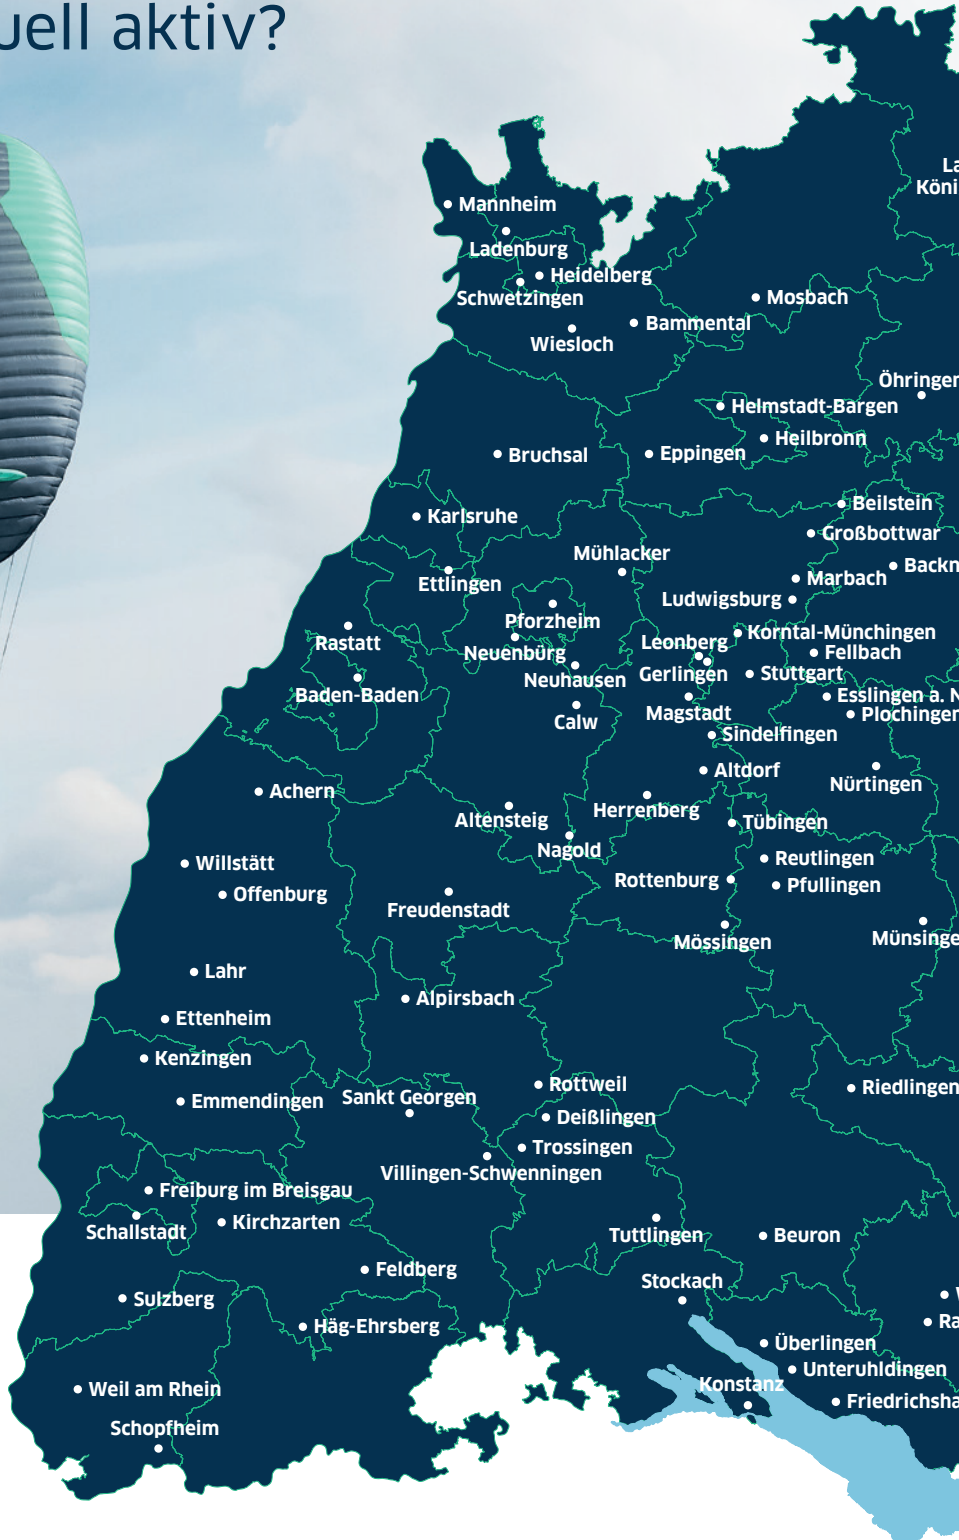 uell aktiv?
La
Köni
Mannheim
Ladenburg
Heidelberg
Schwetzingen
Mosbach
Bammental
Wiesloch
Öhringen
Helmstadt-Bargen
Heilbronn
Eppingen
Bruchsal
Beilstein
Karlsruhe
Großbottwar
Mühlacker
Backn
Marbach
Ettlingen
Ludwigsburg
Pforzheim
Korntal-Münchingen
Leonberg
Rastatt
Neuenbürg
Fellbach
Gerlingen
Stuttgart
Neuhausen
Baden-Baden
Esslingen a. N
Magstadt
Plochingen
Calw
Sindelfingen
Altdorf
Nürtingen
Achern
Herrenberg
Altensteig
Tübingen
Nagold
Reutlingen
Willstätt
Rottenburg
Pfullingen
Offenburg
Freudenstadt
Mössingen
Münsinge
Lahr
Alpirsbach
Ettenheim
Kenzingen
Rottweil
Riedlingen
Sankt Georgen
Emmendingen
Deißlingen
Trossingen
Villingen-Schwenningen
Freiburg im Breisgau
Kirchzarten
Schallstadt
Tuttlingen
Beuron
Feldberg
Stockach
Sulzberg
Ra
Häg-Ehrsberg
Überlingen
Unteruhldingen
Konstanz
Weil am Rhein
Friedrichsha
Schopfheim